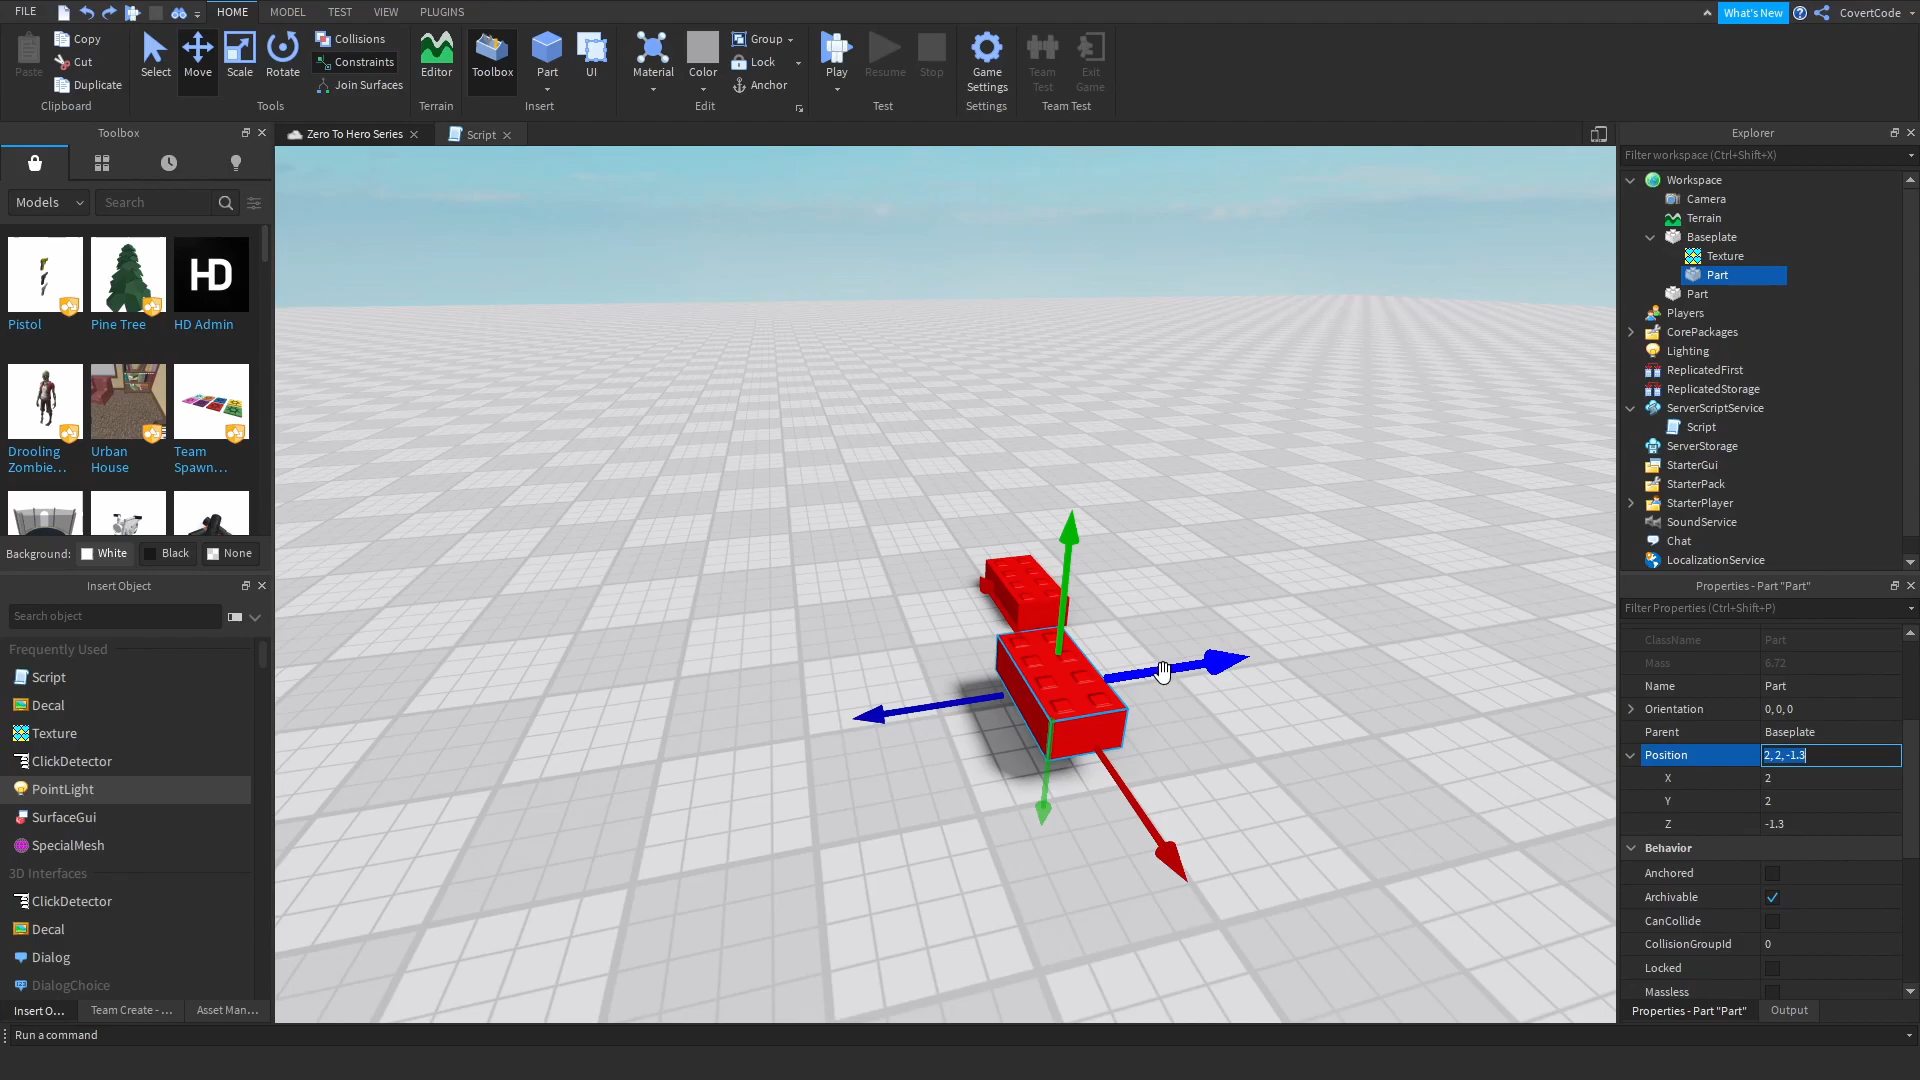 FILE
HOME
MODEL
TEST
VIEW
PLUGINS
What's New
CovertCode
Paste
Copy
Cut
Duplicate
Clipboard
Select
Move
Scale
Rotate
Collisions
Constraints
Join Surfaces
Tools
Editor
Terrain
Toolbox
Part
UI
Insert
Material
Color
Group
Lock
Anchor
Edit
Play
Resume
Stop
Test
Game
Settings
Settings
Team
Test
Exit
Game
Team Test
Toolbox
Models
Search
Pistol
Pine Tree
HD
HD Admin
Drooling
Zombie...
Urban
House
Team
Spawn...
Background:
White
Black
None
Insert Object
Search object
Frequently Used
Script
Decal
Texture
ClickDetector
PointLight
SurfaceGui
SpecialMesh
3D Interfaces
ClickDetector
Decal
Dialog
DialogChoice
Insert O...
Team Create - ...
Asset Man...
Run a command
Zero To Hero Series
Script
Explorer
Filter workspace (Ctrl+Shift+X)
Workspace
Camera
Terrain
Baseplate
Texture
Part
Part
Players
CorePackages
Lighting
ReplicatedFirst
ReplicatedStorage
ServerScriptService
Script
ServerStorage
StarterGui
StarterPack
StarterPlayer
SoundService
Chat
LocalizationService
Properties - Part "Part"
Filter Properties (Ctrl+Shift+P)
ClassName Part
Mass 6.72
Name Part
Orientation 0, 0, 0
Parent Baseplate
Position 2, 2, -1.3
X 2
Y 2
Z -1.3
Behavior
Anchored
Archivable
CanCollide
CollisionGroupId 0
Locked
Massless
Properties - Part "Part"
Output